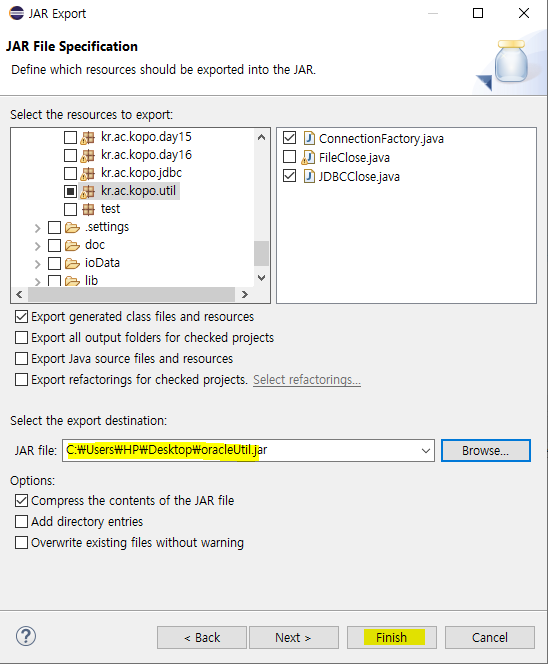 JAR Export
JAR File Specification
Define which resources should be exported into the JAR.
Select the resources to export:
kr.ac.kopo.day15
kr.ac.kopo.day16
kr.ac.kopo.jdbc
kr.ac.kopo.util
test
.settings
doc
ioData
lib
ConnectionFactory.java
FileClose.java
JDBCClose.java
Export generated class files and resources
Export all output folders for checked projects
Export Java source files and resources
Export refactorings for checked projects. Select refactorings...
Select the export destination:
JAR file: C:₩Users₩HP₩Desktop₩oracleUtil.jar Browse...
Options:
Compress the contents of the JAR file
Add directory entries
Overwrite existing files without warning
? < Back Next > Finish Cancel